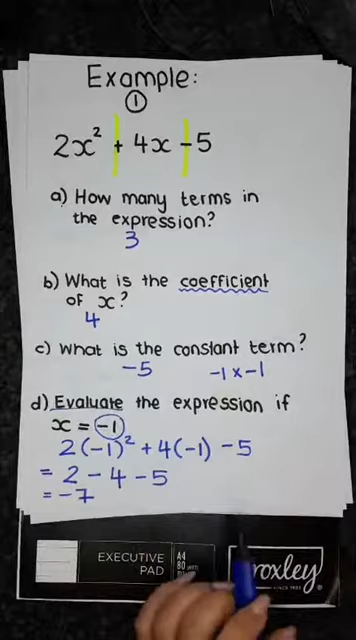 Example:
①
2x² + 4x - 5
a) How many terms in
the expression?
3
b) What is the coefficient
of x?
4
c) What is the constant term?
-5 -1 x -1
d) Evaluate the expression if
x = -1
2(-1)² + 4(-1) - 5
= 2 - 4 - 5
= -7
EXECUTIVE
PAD
A4
80